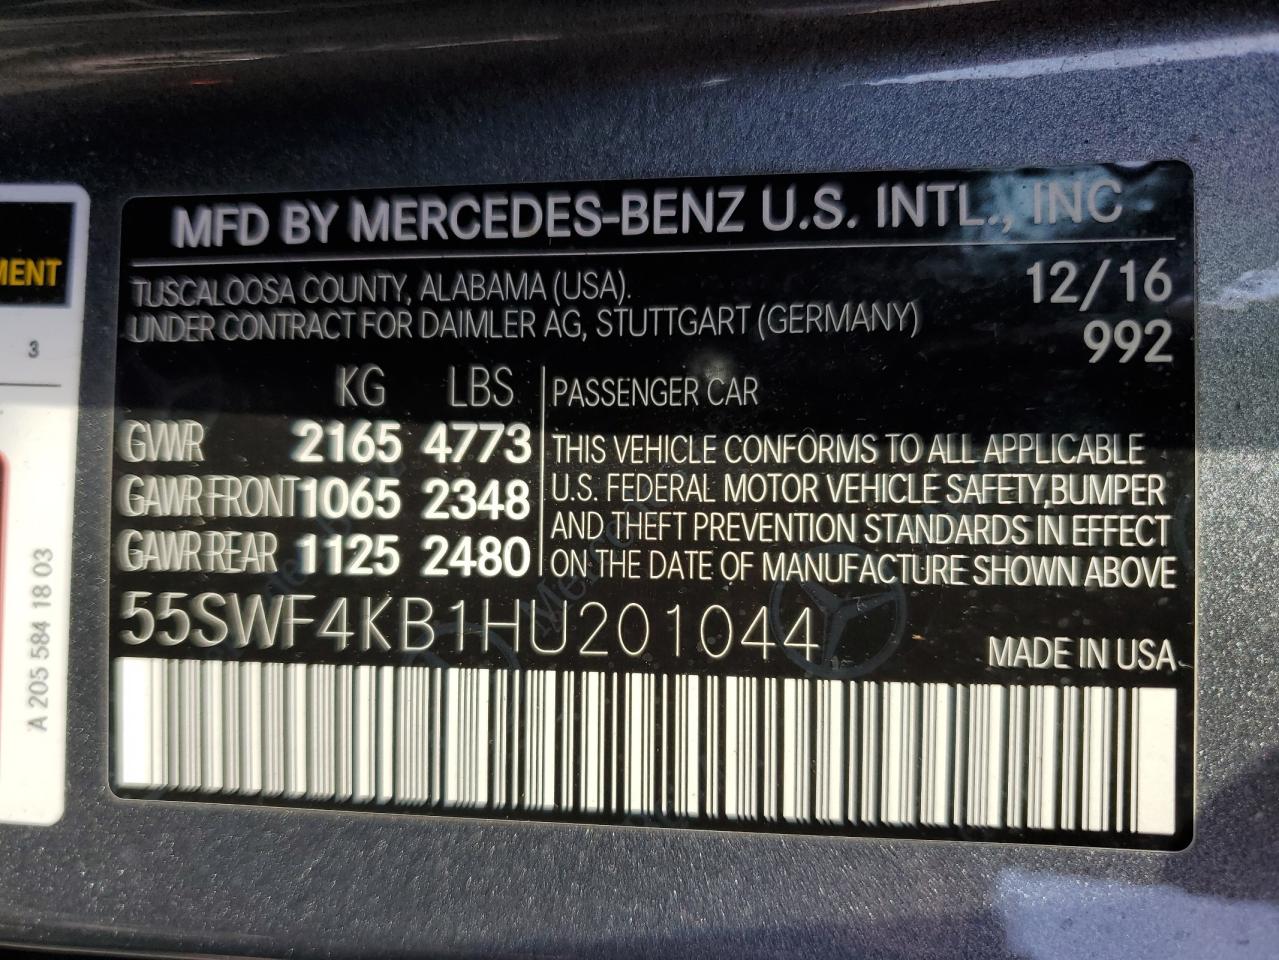 MENT
3
A 205 584 18 03
MFD BY MERCEDES-BENZ U.S. INTL., INC
TUSCALOOSA COUNTY, ALABAMA (USA). 12/16
UNDER CONTRACT FOR DAIMLER AG, STUTTGART (GERMANY) 992
KG LBS PASSENGER CAR
GVWR 2165 4773
GAWR FRONT 1065 2348
GAWR REAR 1125 2480
THIS VEHICLE CONFORMS TO ALL APPLICABLE
U.S. FEDERAL MOTOR VEHICLE SAFETY,BUMPER
AND THEFT PREVENTION STANDARDS IN EFFECT
ON THE DATE OF MANUFACTURE SHOWN ABOVE
55SWF4KB1HU201044
MADE IN USA